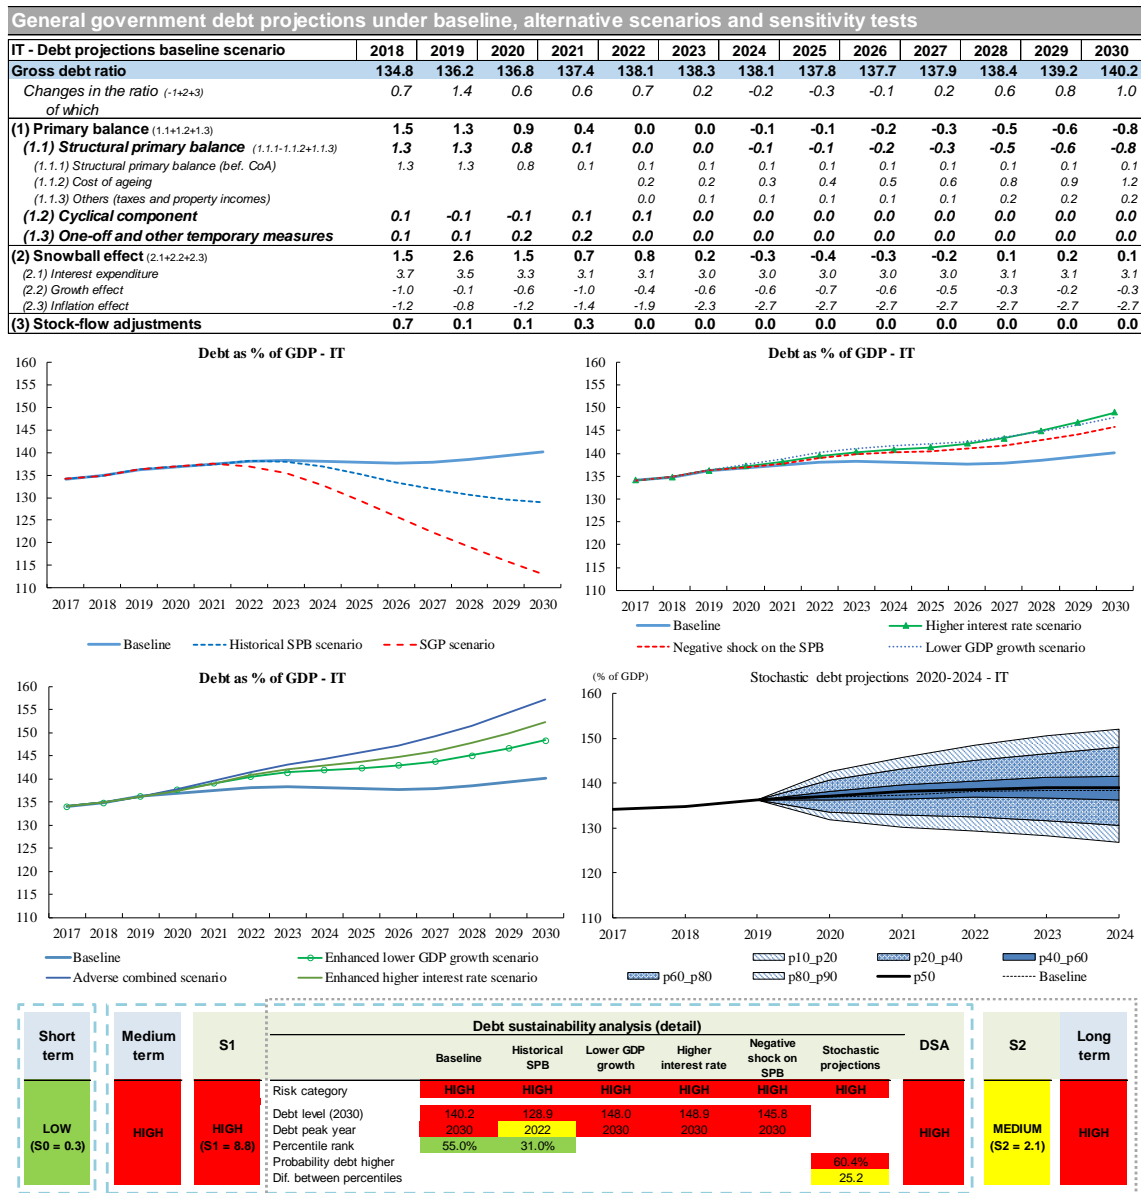 General government debt projections under baseline, alternative scenarios and sensitivity tests
IT - Debt projections baseline scenario 2018 2019 2020 2021 2022 2023 2024 2025 2026 2027 2028 2029 2030
Gross debt ratio 134.8 136.2 136.8 137.4 138.1 138.3 138.1 137.8 137.7 137.9 138.4 139.2 140.2
Changes in the ratio (-1+2+3) 0.7 1.4 0.6 0.6 0.7 0.2 -0.2 -0.3 -0.1 0.2 0.6 0.8 1.0
of which
(1) Primary balance (1.1+1.2+1.3) 1.5 1.3 0.9 0.4 0.0 0.0 -0.1 -0.1 -0.2 -0.3 -0.5 -0.6 -0.8
(1.1) Structural primary balance (1.1.1-1.1.2+1.1.3) 1.3 1.3 0.8 0.1 0.0 0.0 -0.1 -0.1 -0.2 -0.3 -0.5 -0.6 -0.8
(1.1.1) Structural primary balance (bef. CoA) 1.3 1.3 0.8 0.1 0.1 0.1 0.1 0.1 0.1 0.1 0.1 0.1 0.1
(1.1.2) Cost of ageing 0.2 0.2 0.3 0.4 0.5 0.6 0.8 0.9 1.2
(1.1.3) Others (taxes and property incomes) 0.0 0.1 0.1 0.1 0.1 0.1 0.2 0.2 0.2
(1.2) Cyclical component 0.1 -0.1 -0.1 0.1 0.1 0.0 0.0 0.0 0.0 0.0 0.0 0.0 0.0
(1.3) One-off and other temporary measures 0.1 0.1 0.2 0.2 0.0 0.0 0.0 0.0 0.0 0.0 0.0 0.0 0.0
(2) Snowball effect (2.1+2.2+2.3) 1.5 2.6 1.5 0.7 0.8 0.2 -0.3 -0.4 -0.3 -0.2 0.1 0.2 0.1
(2.1) Interest expenditure 3.7 3.5 3.3 3.1 3.1 3.0 3.0 3.0 3.0 3.0 3.1 3.1 3.1
(2.2) Growth effect -1.0 -0.1 -0.6 -1.0 -0.4 -0.6 -0.6 -0.7 -0.6 -0.5 -0.3 -0.2 -0.3
(2.3) Inflation effect -1.2 -0.8 -1.2 -1.4 -1.9 -2.3 -2.7 -2.7 -2.7 -2.7 -2.7 -2.7 -2.7
(3) Stock-flow adjustments 0.7 0.1 0.1 0.3 0.0 0.0 0.0 0.0 0.0 0.0 0.0 0.0 0.0
Debt as % of GDP - IT
160
155
150
145
140
135
130
125
120
115
110
2017 2018 2019 2020 2021 2022 2023 2024 2025 2026 2027 2028 2029 2030
Baseline Historical SPB scenario SGP scenario
Debt as % of GDP - IT
160
155
150
145
140
135
130
125
120
115
110
2017 2018 2019 2020 2021 2022 2023 2024 2025 2026 2027 2028 2029 2030
Baseline Higher interest rate scenario
Negative shock on the SPB Lower GDP growth scenario
Debt as % of GDP - IT
160
155
150
145
140
135
130
125
120
115
110
2017 2018 2019 2020 2021 2022 2023 2024 2025 2026 2027 2028 2029 2030
Baseline Enhanced lower GDP growth scenario
Adverse combined scenario Enhanced higher interest rate scenario
(% of GDP) Stochastic debt projections 2020-2024 - IT
160
150
140
130
120
110
2017 2018 2019 2020 2021 2022 2023 2024
p10_p20 p20_p40 p40_p60
p60_p80 p80_p90 p50 Baseline
Short term
LOW
(S0 = 0.3)
Medium term
HIGH
S1
HIGH
(S1 = 8.8)
Debt sustainability analysis (detail)
Baseline Historical SPB Lower GDP growth Higher interest rate Negative shock on SPB Stochastic projections
Risk category HIGH HIGH HIGH HIGH HIGH HIGH
Debt level (2030) 140.2 128.9 148.0 148.9 145.8
Debt peak year 2030 2022 2030 2030 2030
Percentile rank 55.0% 31.0%
Probability debt higher 60.4%
Dif. between percentiles 25.2
DSA
HIGH
S2
MEDIUM
(S2 = 2.1)
Long term
HIGH